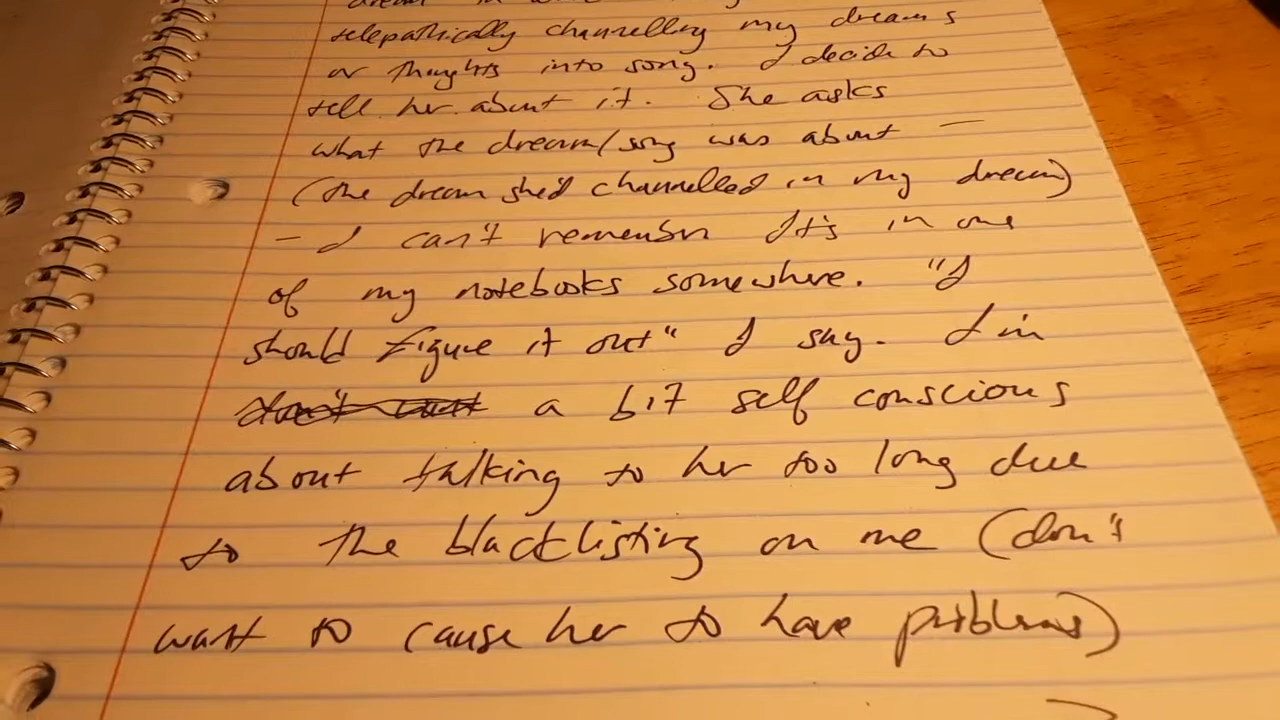 telepathically channelling my dreams
or thoughts into song. I decide to
tell her about it. She asks
what the dream/song was about —
(the dream she'd channelled in my dream)
- I can't remember It's in one
of my notebooks somewhere. "I
should figure it out" I say. I'm
a bit self conscious
about talking to her too long due
to the blacklisting on me (don't
want to cause her to have problems)